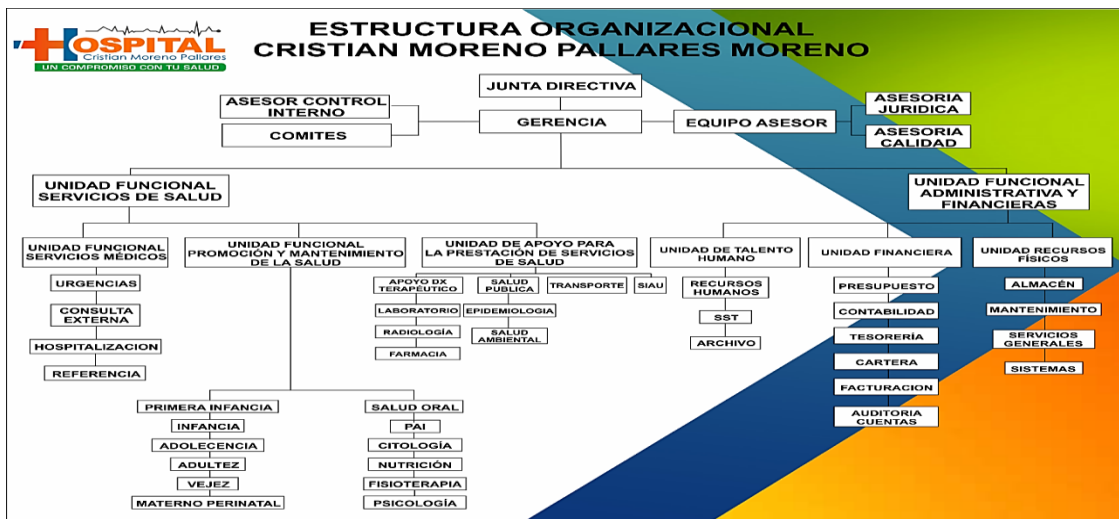 HOSPITAL
Cristian Moreno Pallares
UN COMPROMISO CON TU SALUD
ESTRUCTURA ORGANIZACIONAL
CRISTIAN MORENO PALLARES MORENO
JUNTA DIRECTIVA
ASESOR CONTROL
INTERNO
COMITES
GERENCIA
EQUIPO ASESOR
ASESORIA
JURIDICA
ASESORIA
CALIDAD
UNIDAD FUNCIONAL
SERVICIOS DE SALUD
UNIDAD FUNCIONAL
ADMINISTRATIVA Y
FINANCIERAS
UNIDAD FUNCIONAL
SERVICIOS MÉDICOS
URGENCIAS
CONSULTA
EXTERNA
HOSPITALIZACION
REFERENCIA
UNIDAD FUNCIONAL
PROMOCIÓN Y MANTENIMIENTO
DE LA SALUD
PRIMERA INFANCIA
INFANCIA
ADOLECENCIA
ADULTEZ
VEJEZ
MATERNO PERINATAL
SALUD ORAL
PAI
CITOLOGÍA
NUTRICIÓN
FISIOTERAPIA
PSICOLOGÍA
UNIDAD DE APOYO PARA
LA PRESTACIÓN DE SERVICIOS
DE SALUD
APOYO DX
TERAPÉUTICO
LABORATORIO
RADIOLOGÍA
FARMACIA
SALUD
PUBLICA
EPIDEMIOLOGIA
SALUD
AMBIENTAL
TRANSPORTE
SIAU
UNIDAD DE TALENTO
HUMANO
RECURSOS
HUMANOS
SST
ARCHIVO
UNIDAD FINANCIERA
PRESUPUESTO
CONTABILIDAD
TESORERÍA
CARTERA
FACTURACION
AUDITORIA
CUENTAS
UNIDAD RECURSOS
FÍSICOS
ALMACÉN
MANTENIMIENTO
SERVICIOS
GENERALES
SISTEMAS